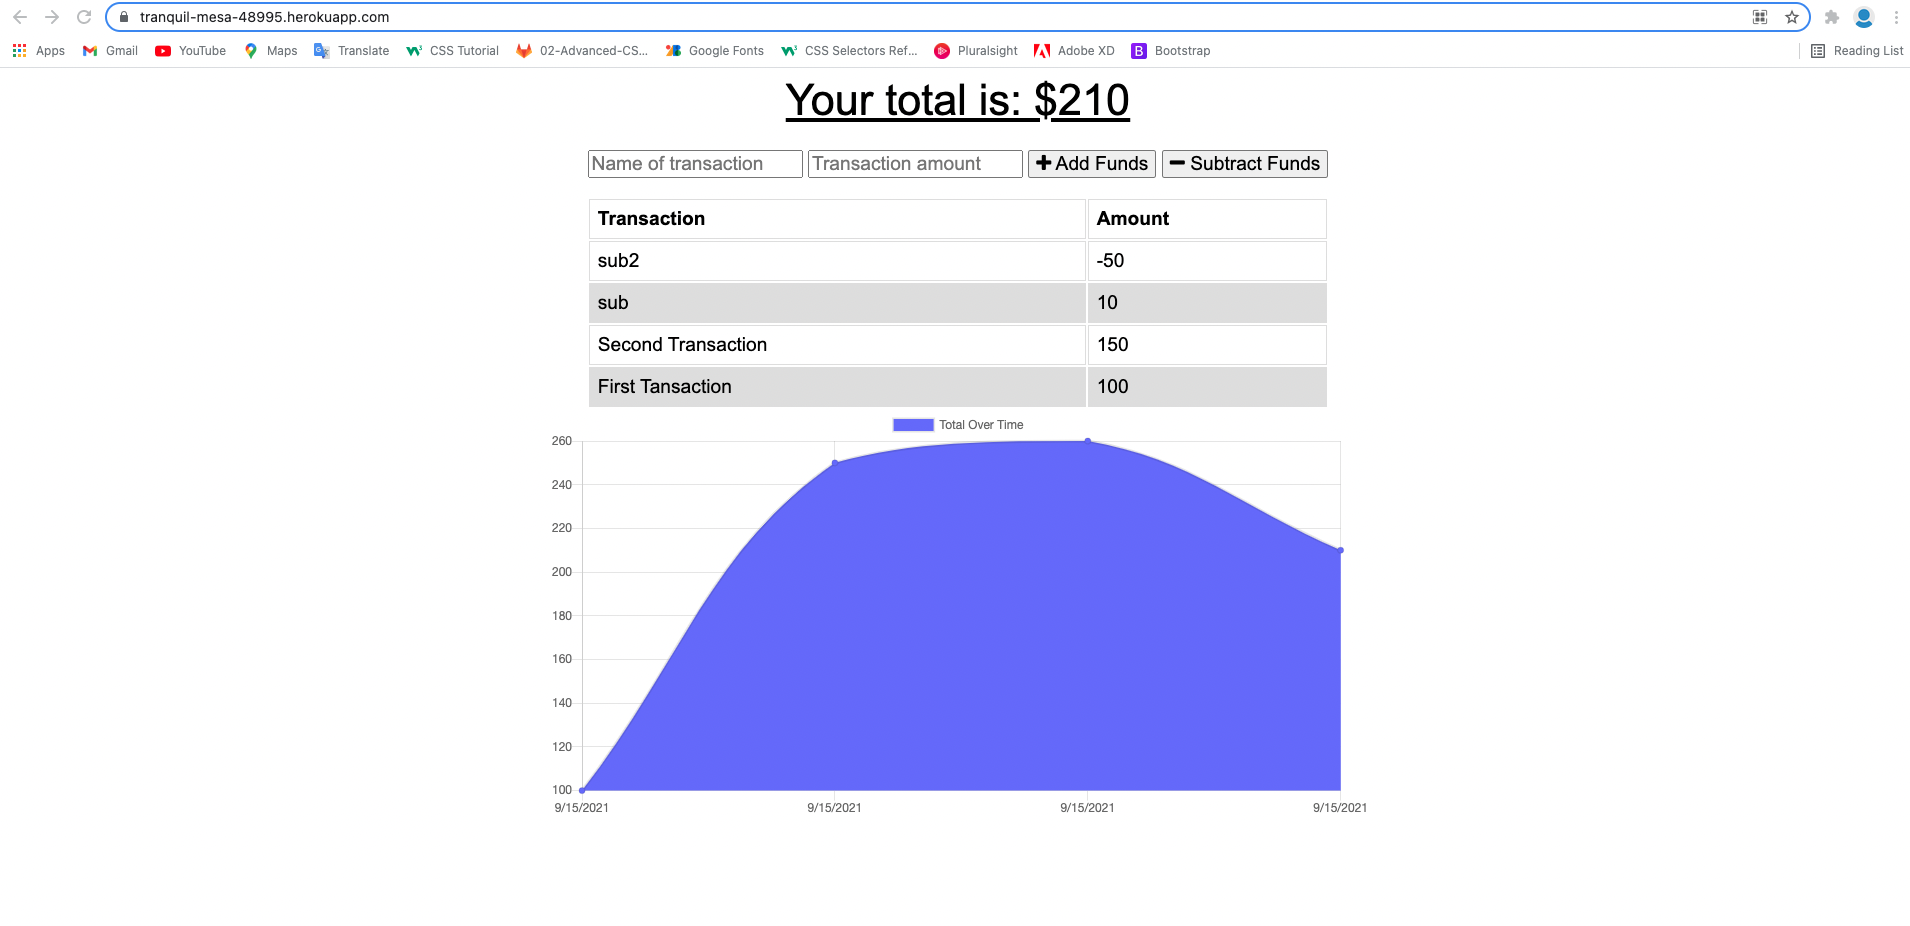 tranquil-mesa-48995.herokuapp.com
Apps Gmail YouTube Maps Translate CSS Tutorial 02-Advanced-CS... Google Fonts CSS Selectors Ref... Pluralsight Adobe XD B Bootstrap Reading List
Your total is: $210
Name of transaction Transaction amount Add Funds Subtract Funds
Transaction Amount
sub2 -50
sub 10
Second Transaction 150
First Tansaction 100
Total Over Time
260
240
220
200
180
160
140
120
100
9/15/2021 9/15/2021 9/15/2021 9/15/2021